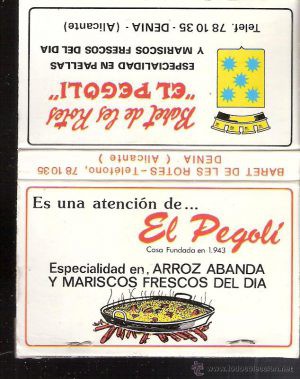 Telef. 78 10 35 - DENIA - (Alicante)
Y MARISCOS FRESCOS DEL DIA
ESPECIALIDAD EN PAELLAS
"EL PEGOLI"
Baret de les Rotes
BARET DE LES ROTES - Teléfono, 78 10 35
DENIA ( Alicante )
Es una atención de...
El Pegolí
Casa Fundada en 1.943
Especialidad en, ARROZ ABANDA
Y MARISCOS FRESCOS DEL DIA
todocoleccion.net